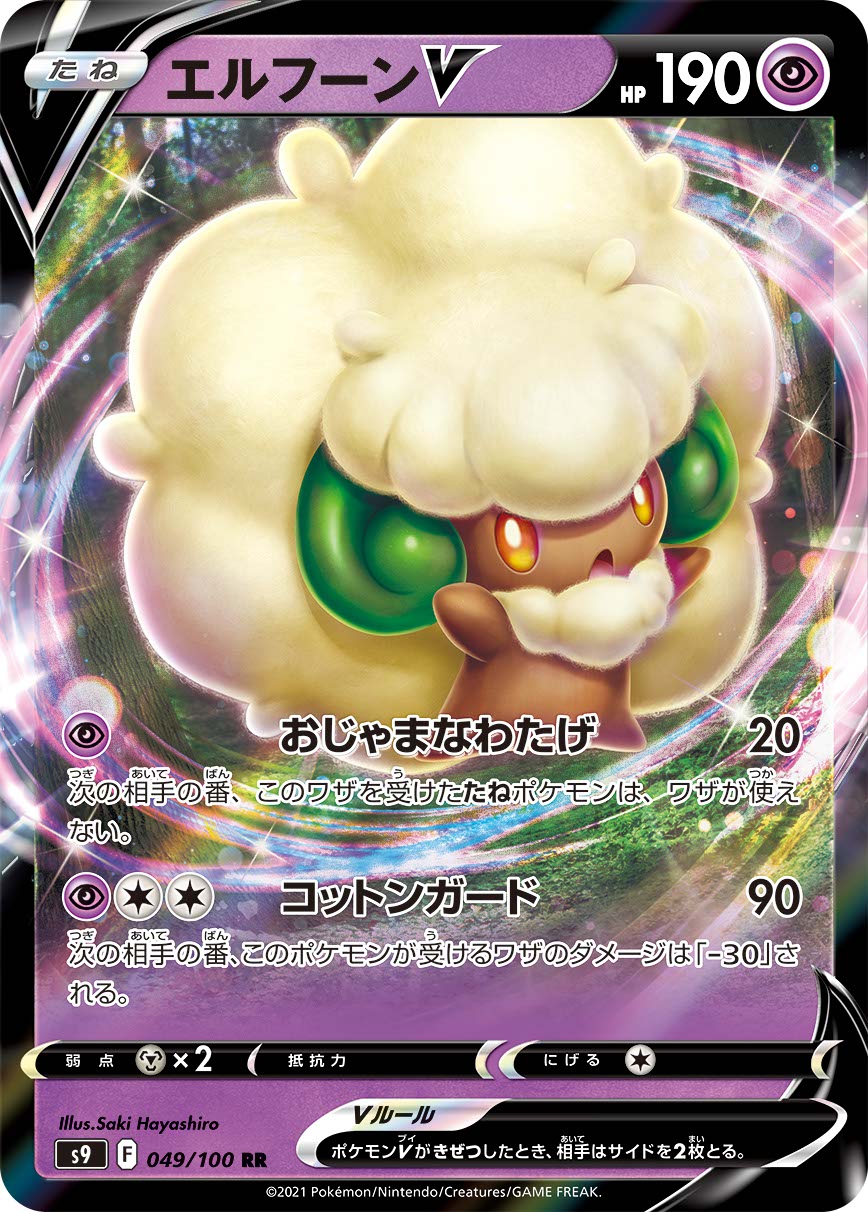 たね エルフーンV HP 190
おじゃまなわたげ 20
次の相手の番、このワザを受けたたねポケモンは、ワザが使え
ない。
コットンガード 90
次の相手の番、このポケモンが受けるワザのダメージは「-30」さ
れる。
弱点 ×2 抵抗力 にげる
Illus.Saki Hayashiro
Vルール
ポケモンVがきぜつしたとき、相手はサイドを2枚とる。
s9 F 049/100 RR
©2021 Pokémon/Nintendo/Creatures/GAME FREAK.